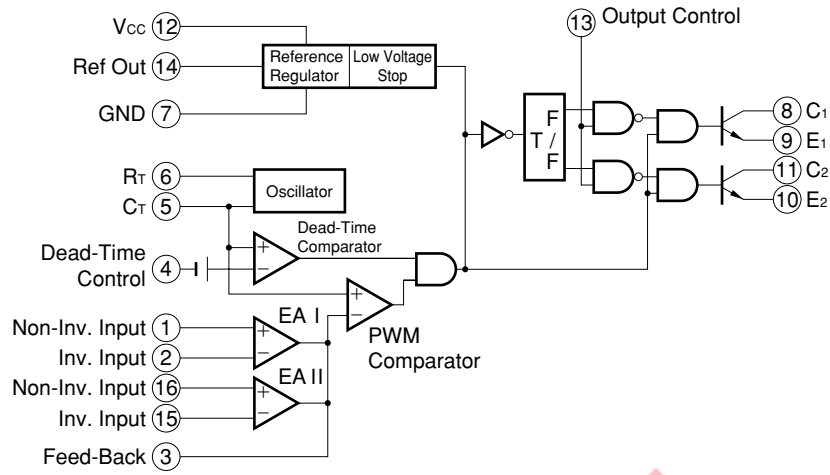 VCC 12
Ref Out 14
GND 7
Reference Regulator
Low Voltage Stop
13 Output Control
F
T /
F
8 C1
9 E1
11 C2
10 E2
RT 6
CT 5
Oscillator
Dead-Time
Comparator
Dead-Time
Control 4
+
−
+
−
PWM
Comparator
Non-Inv. Input 1
Inv. Input 2
EA I
+
−
Non-Inv. Input 16
Inv. Input 15
EA II
+
−
Feed-Back 3